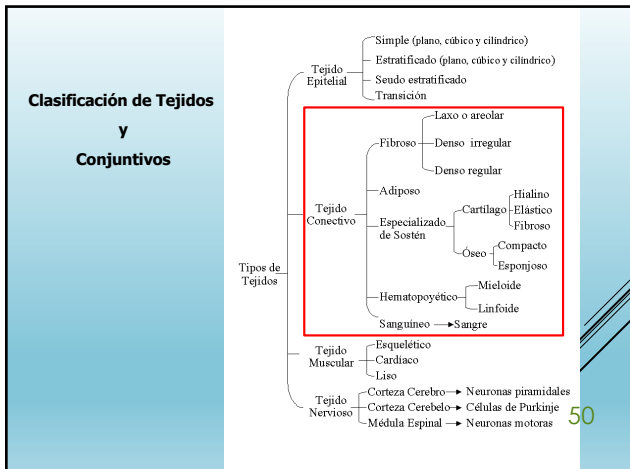 Clasificación de Tejidos
y
Conjuntivos
Tipos de
Tejidos
Tejido
Epitelial
Simple (plano, cúbico y cilíndrico)
Estratificado (plano, cúbico y cilíndrico)
Seudo estratificado
Transición
Tejido
Conectivo
Fibroso
Laxo o areolar
Denso irregular
Denso regular
Adiposo
Especializado
de Sostén
Cartílago
Hialino
Elástico
Fibroso
Óseo
Compacto
Esponjoso
Hematopoyético
Mieloide
Linfoide
Sanguíneo → Sangre
Tejido
Muscular
Esquelético
Cardíaco
Liso
Tejido
Nervioso
Corteza Cerebro → Neuronas piramidales
Corteza Cerebelo → Células de Purkinje
Médula Espinal → Neuronas motoras
50